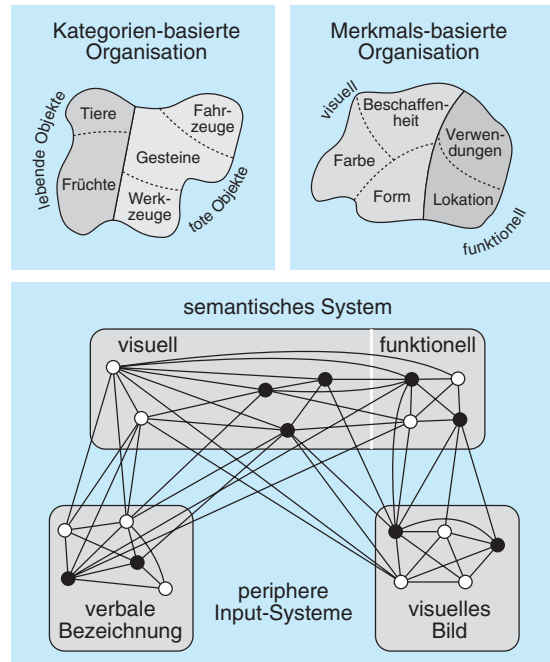 Kategorien-basierte
Organisation
lebende Objekte
Tiere
Früchte
Fahr-
zeuge
Gesteine
Werk-
zeuge
tote Objekte
Merkmals-basierte
Organisation
visuell
Beschaffen-
heit
Farbe
Form
Verwen-
dungen
Lokation
funktionell
semantisches System
visuell
funktionell
verbale
Bezeichnung
periphere
Input-Systeme
visuelles
Bild